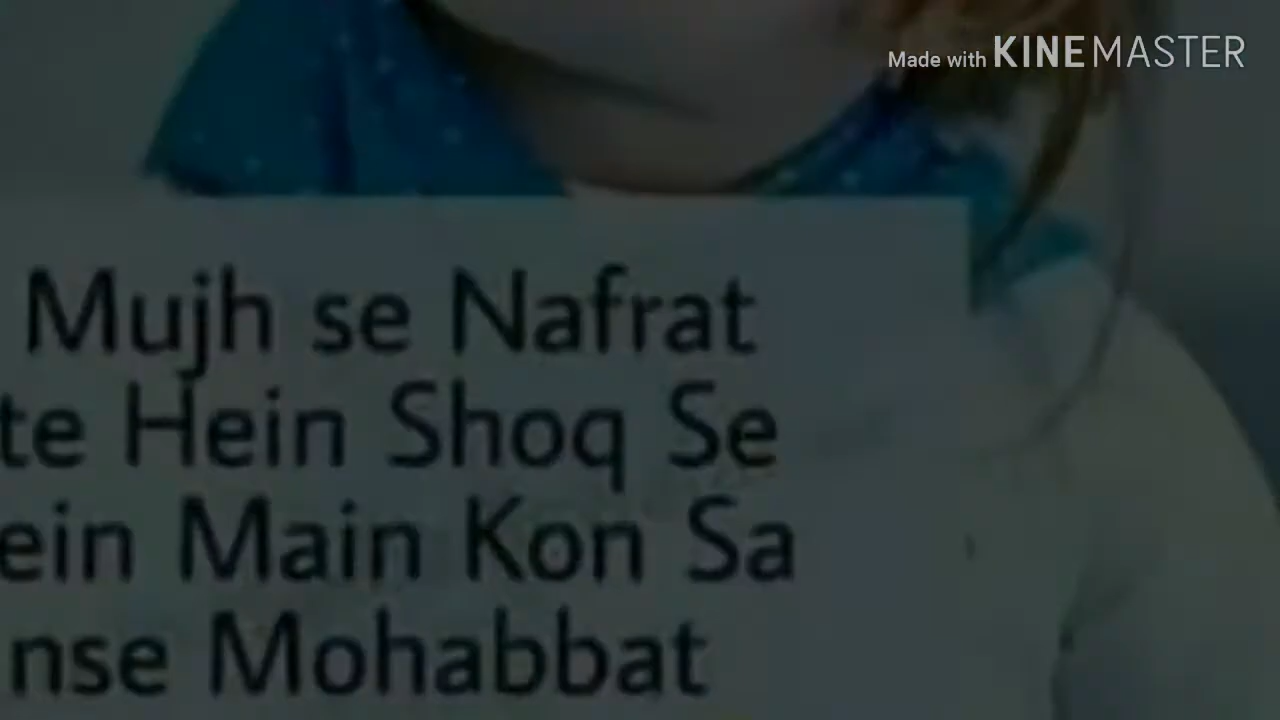 Made with KINEMASTER
Mujh se Nafrat
te Hein Shoq Se
ein Main Kon Sa
nse Mohabbat